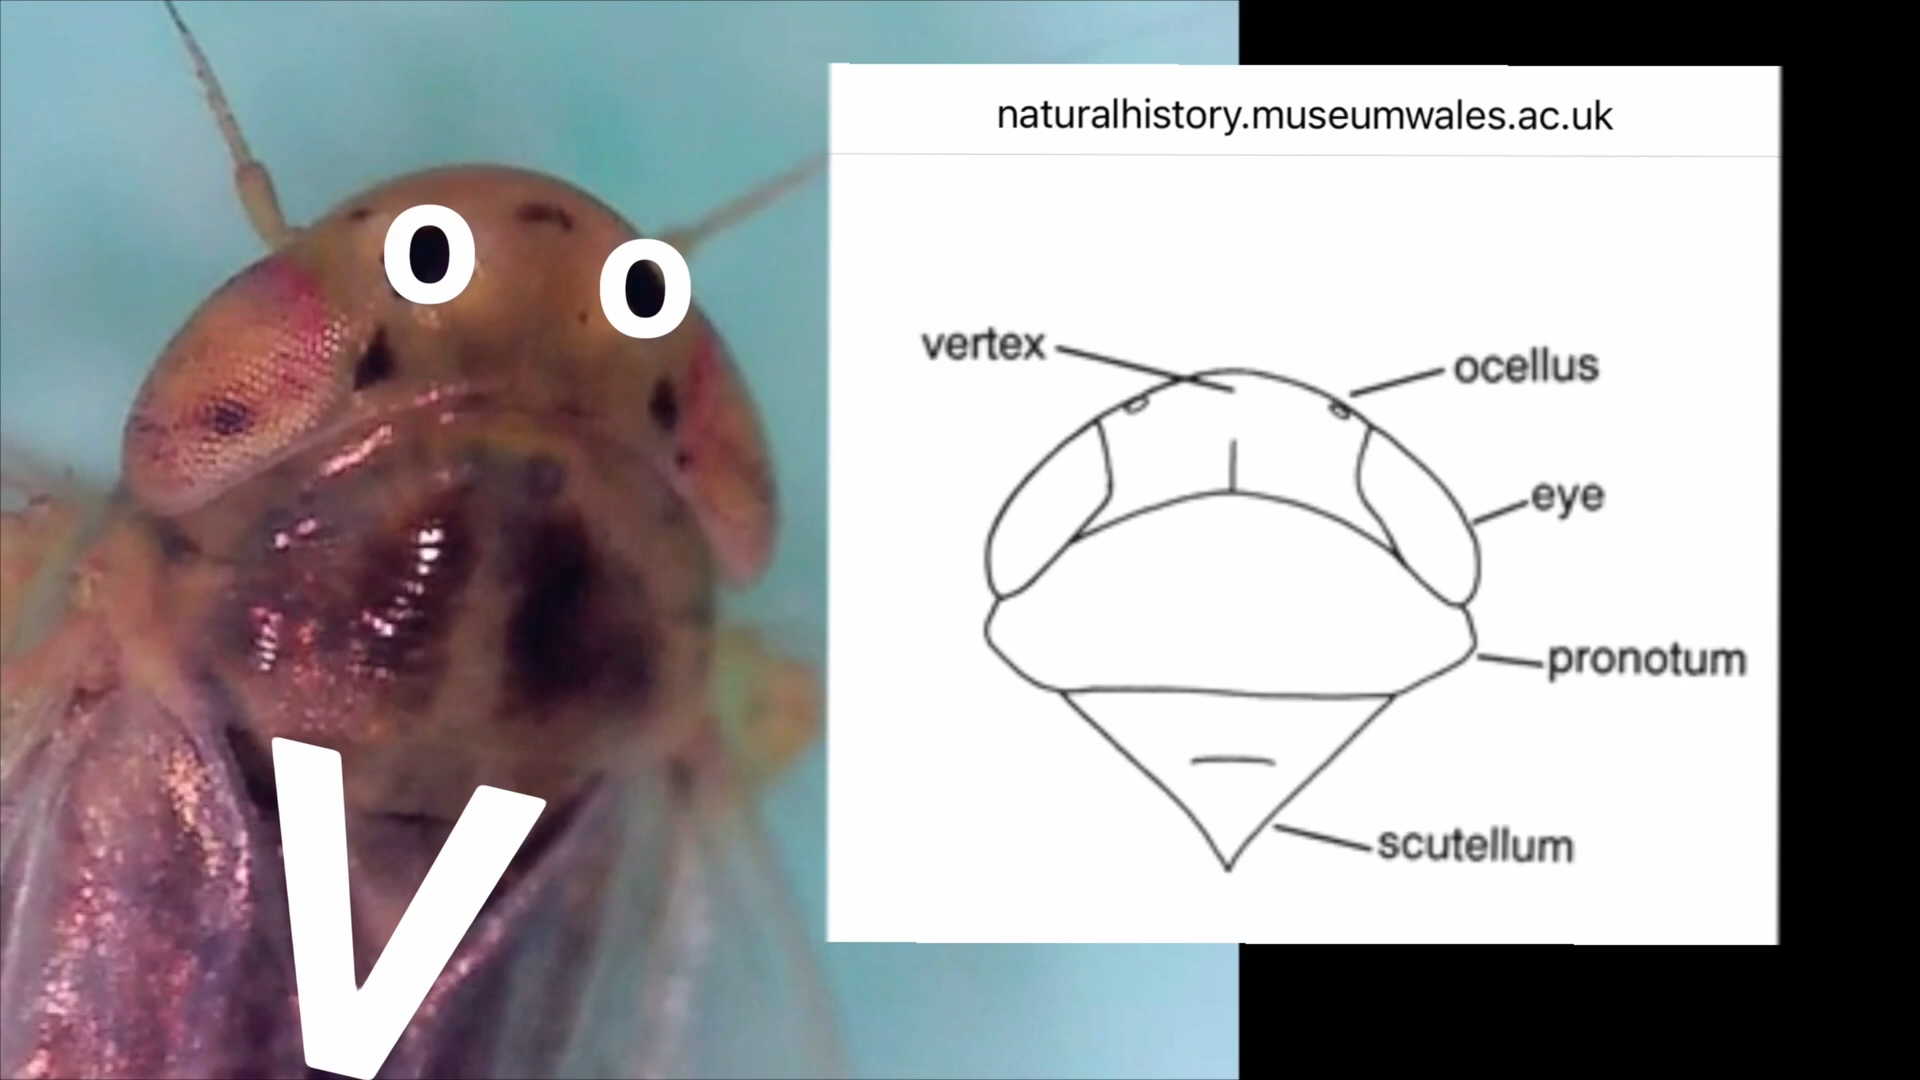 o
o
V
naturalhistory.museumwales.ac.uk
vertex
ocellus
eye
pronotum
scutellum